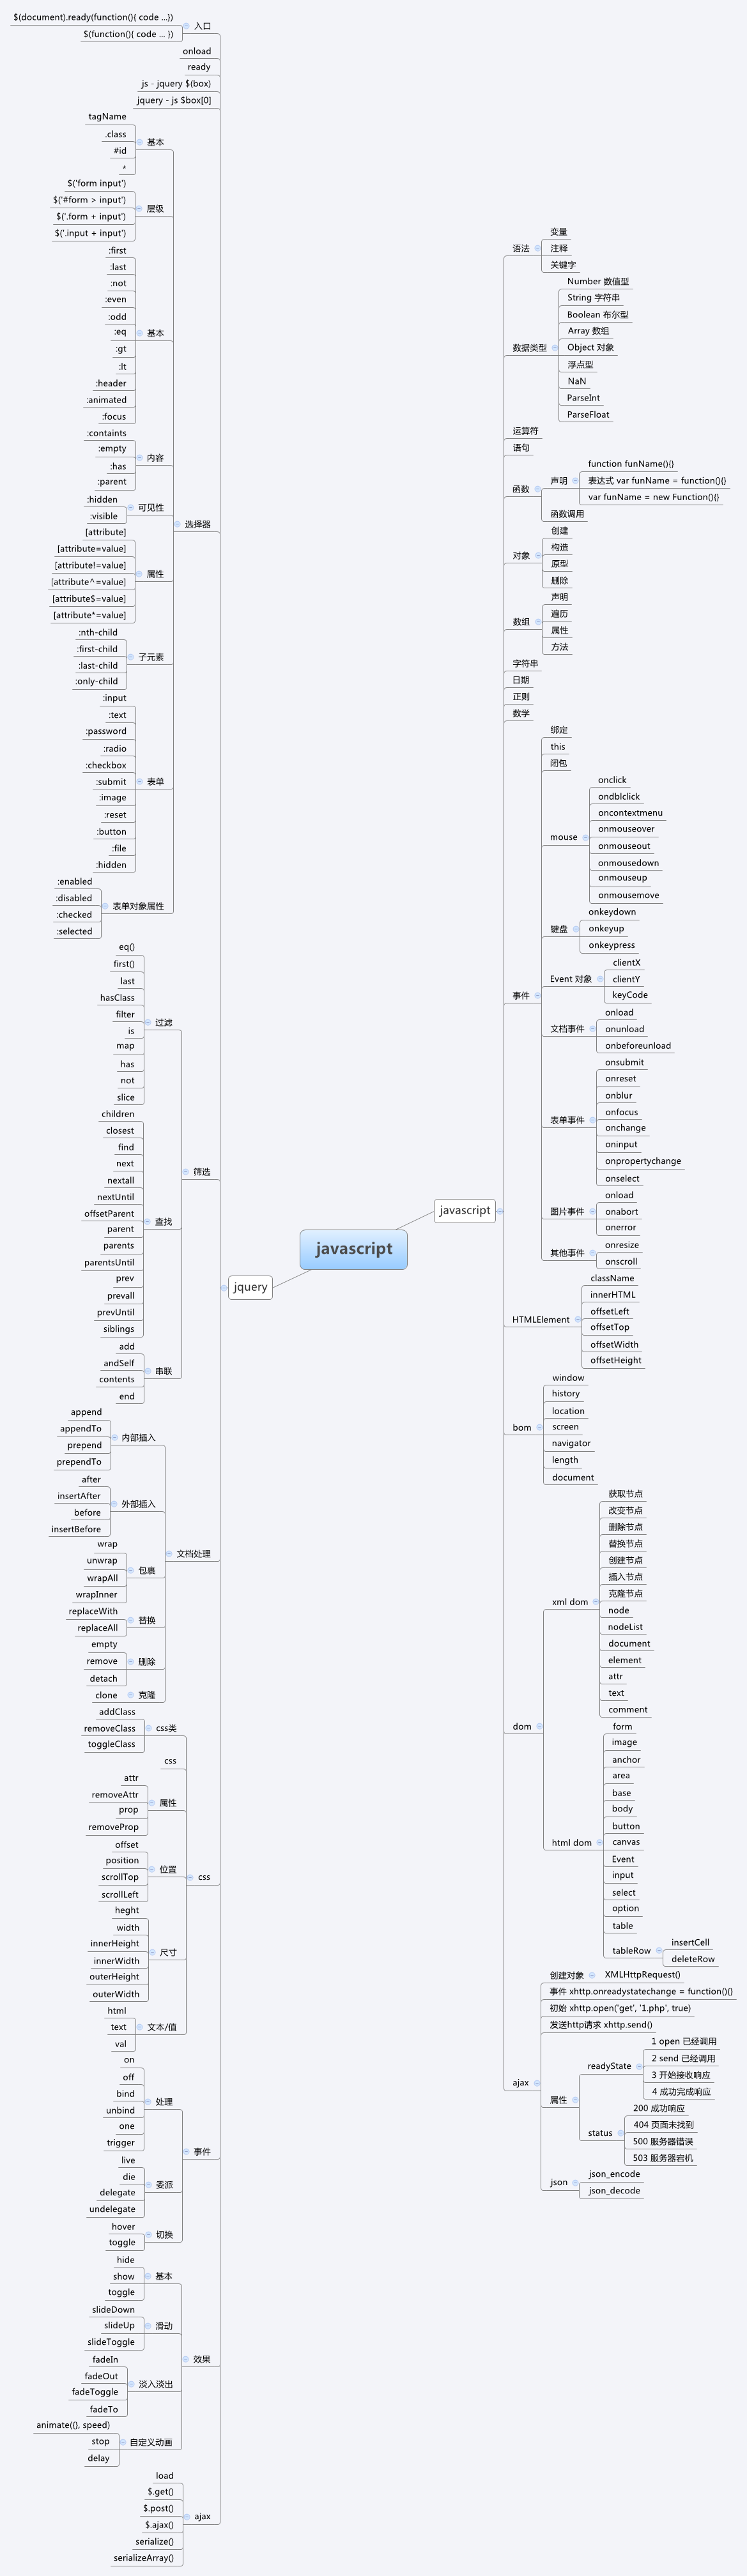 javascript
jquery
入口
$(document).ready(function(){ code ...})
$(function(){ code ... })
onload
ready
js - jquery $(box)
jquery - js $box[0]
选择器
基本
tagName
.class
#id
*
层级
$('form input')
$('#form > input')
$('.form + input')
$('.input + input')
基本
:first
:last
:not
:even
:odd
:eq
:gt
:lt
:header
:animated
:focus
内容
:containts
:empty
:has
:parent
可见性
:hidden
:visible
属性
[attribute]
[attribute=value]
[attribute!=value]
[attribute^=value]
[attribute$=value]
[attribute*=value]
子元素
:nth-child
:first-child
:last-child
:only-child
表单
:input
:text
:password
:radio
:checkbox
:submit
:image
:reset
:button
:file
:hidden
表单对象属性
:enabled
:disabled
:checked
:selected
筛选
过滤
eq()
first()
last
hasClass
filter
is
map
has
not
slice
查找
children
closest
find
next
nextall
nextUntil
offsetParent
parent
parents
parentsUntil
prev
prevall
prevUntil
siblings
串联
add
andSelf
contents
end
文档处理
内部插入
append
appendTo
prepend
prependTo
外部插入
after
insertAfter
before
insertBefore
包裹
wrap
unwrap
wrapAll
wrapInner
替换
replaceWith
replaceAll
删除
empty
remove
detach
克隆
clone
css
css类
addClass
removeClass
toggleClass
css
属性
attr
removeAttr
prop
removeProp
位置
offset
position
scrollTop
scrollLeft
尺寸
heght
width
innerHeight
innerWidth
outerHeight
outerWidth
文本/值
html
text
val
事件
处理
on
off
bind
unbind
one
trigger
委派
live
die
delegate
undelegate
切换
hover
toggle
效果
基本
hide
show
toggle
滑动
slideDown
slideUp
slideToggle
淡入淡出
fadeIn
fadeOut
fadeToggle
fadeTo
自定义动画
animate({}, speed)
stop
delay
ajax
load
$.get()
$.post()
$.ajax()
serialize()
serializeArray()
javascript
语法
变量
注释
关键字
数据类型
Number 数值型
String 字符串
Boolean 布尔型
Array 数组
Object 对象
浮点型
NaN
ParseInt
ParseFloat
运算符
语句
函数
声明
function funName(){}
表达式 var funName = function(){}
var funName = new Function(){}
函数调用
对象
创建
构造
原型
删除
数组
声明
遍历
属性
方法
字符串
日期
正则
数学
事件
绑定
this
闭包
mouse
onclick
ondblclick
oncontextmenu
onmouseover
onmouseout
onmousedown
onmouseup
onmousemove
键盘
onkeydown
onkeyup
onkeypress
Event 对象
clientX
clientY
keyCode
文档事件
onload
onunload
onbeforeunload
表单事件
onsubmit
onreset
onblur
onfocus
onchange
oninput
onpropertychange
onselect
图片事件
onload
onabort
onerror
其他事件
onresize
onscroll
HTMLElement
className
innerHTML
offsetLeft
offsetTop
offsetWidth
offsetHeight
bom
window
history
location
screen
navigator
length
document
dom
xml dom
获取节点
改变节点
删除节点
替换节点
创建节点
插入节点
克隆节点
node
nodeList
document
element
attr
text
comment
html dom
form
image
anchor
area
base
body
button
canvas
Event
input
select
option
table
tableRow
insertCell
deleteRow
ajax
创建对象
XMLHttpRequest()
事件 xhttp.onreadystatechange = function(){}
初始 xhttp.open('get', '1.php', true)
发送http请求 xhttp.send()
属性
readyState
1 open 已经调用
2 send 已经调用
3 开始接收响应
4 成功完成响应
status
200 成功响应
404 页面未找到
500 服务器错误
503 服务器宕机
json
json_encode
json_decode